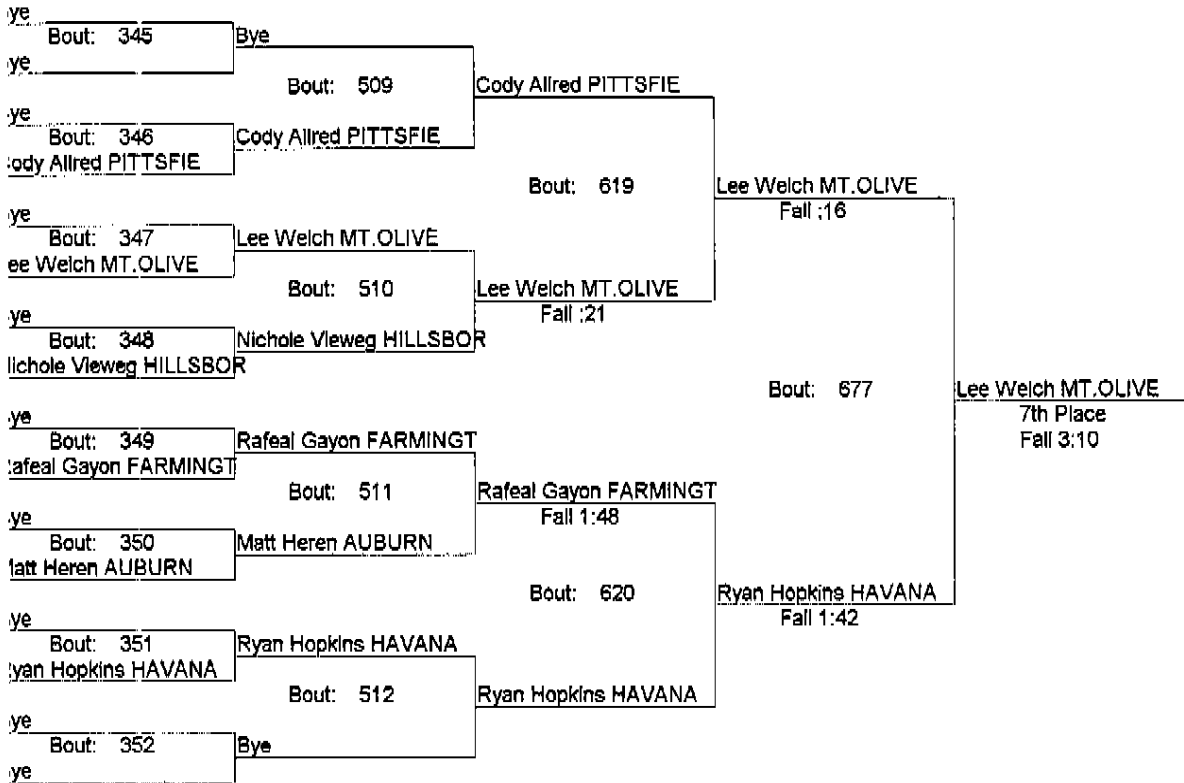 ye
Bout: 345 Bye
ye
Bout: 509 Cody Allred PITTSFIE
ye
Bout: 346 Cody Allred PITTSFIE
ody Allred PITTSFIE
Bout: 619 Lee Welch MT.OLIVE
Fall :16
ye
Bout: 347 Lee Welch MT.OLIVE
ee Welch MT.OLIVE
Bout: 510 Lee Welch MT.OLIVE
Fall :21
ye
Bout: 348 Nichole Vieweg HILLSBOR
lichole Vieweg HILLSBOR
Bout: 677 Lee Welch MT.OLIVE
7th Place
Fall 3:10
ye
Bout: 349 Rafeal Gayon FARMINGT
afeal Gayon FARMINGT
Bout: 511 Rafeal Gayon FARMINGT
Fall 1:48
ye
Bout: 350 Matt Heren AUBURN
Matt Heren AUBURN
Bout: 620 Ryan Hopkins HAVANA
Fall 1:42
ye
Bout: 351 Ryan Hopkins HAVANA
yan Hopkins HAVANA
Bout: 512 Ryan Hopkins HAVANA
ye
Bout: 352 Bye
ye